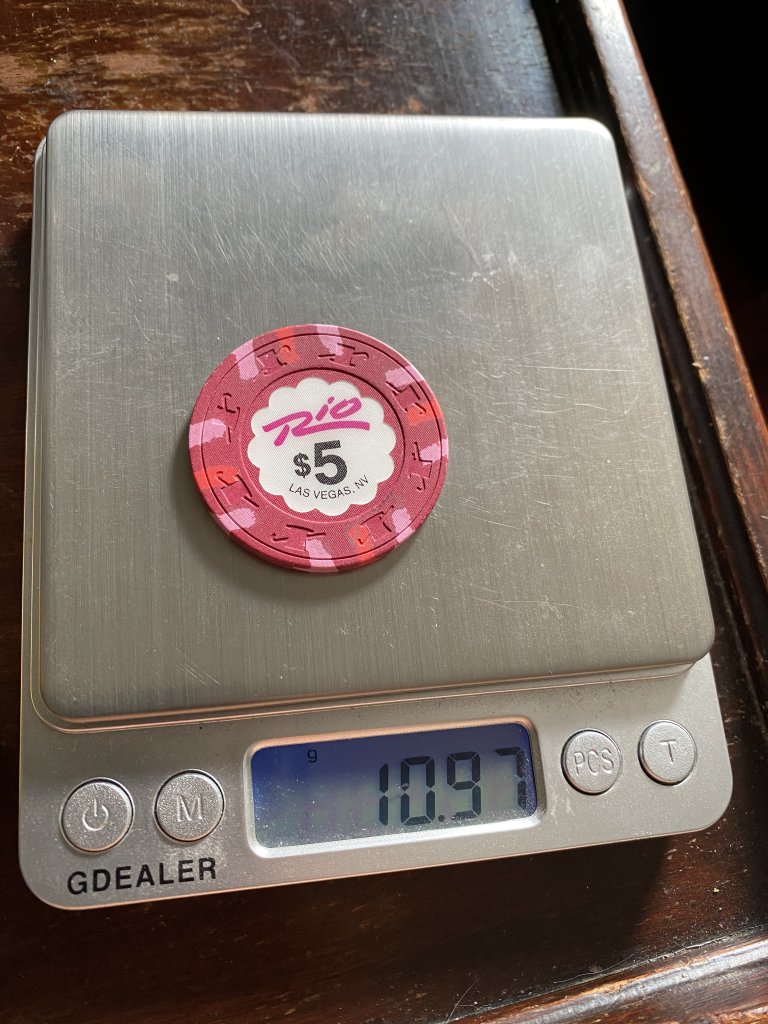 Rio
$5
LAS VEGAS, NV
g
10.97
PCS
T
M
GDEALER